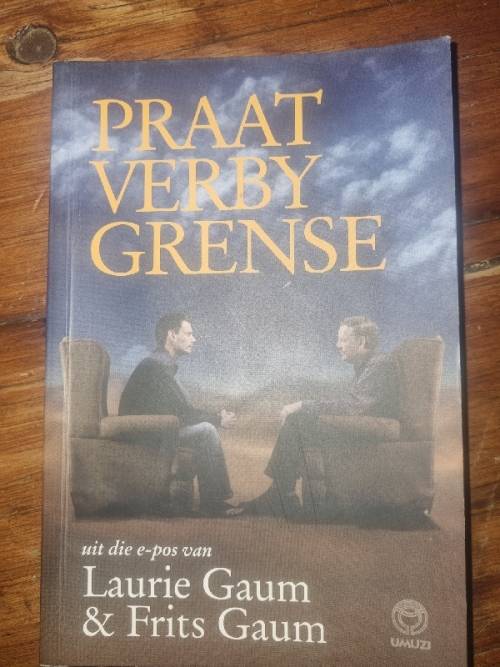 PRAAT
VERBY
GRENSE
uit die e-pos van
Laurie Gaum
& Frits Gaum
UMUZI